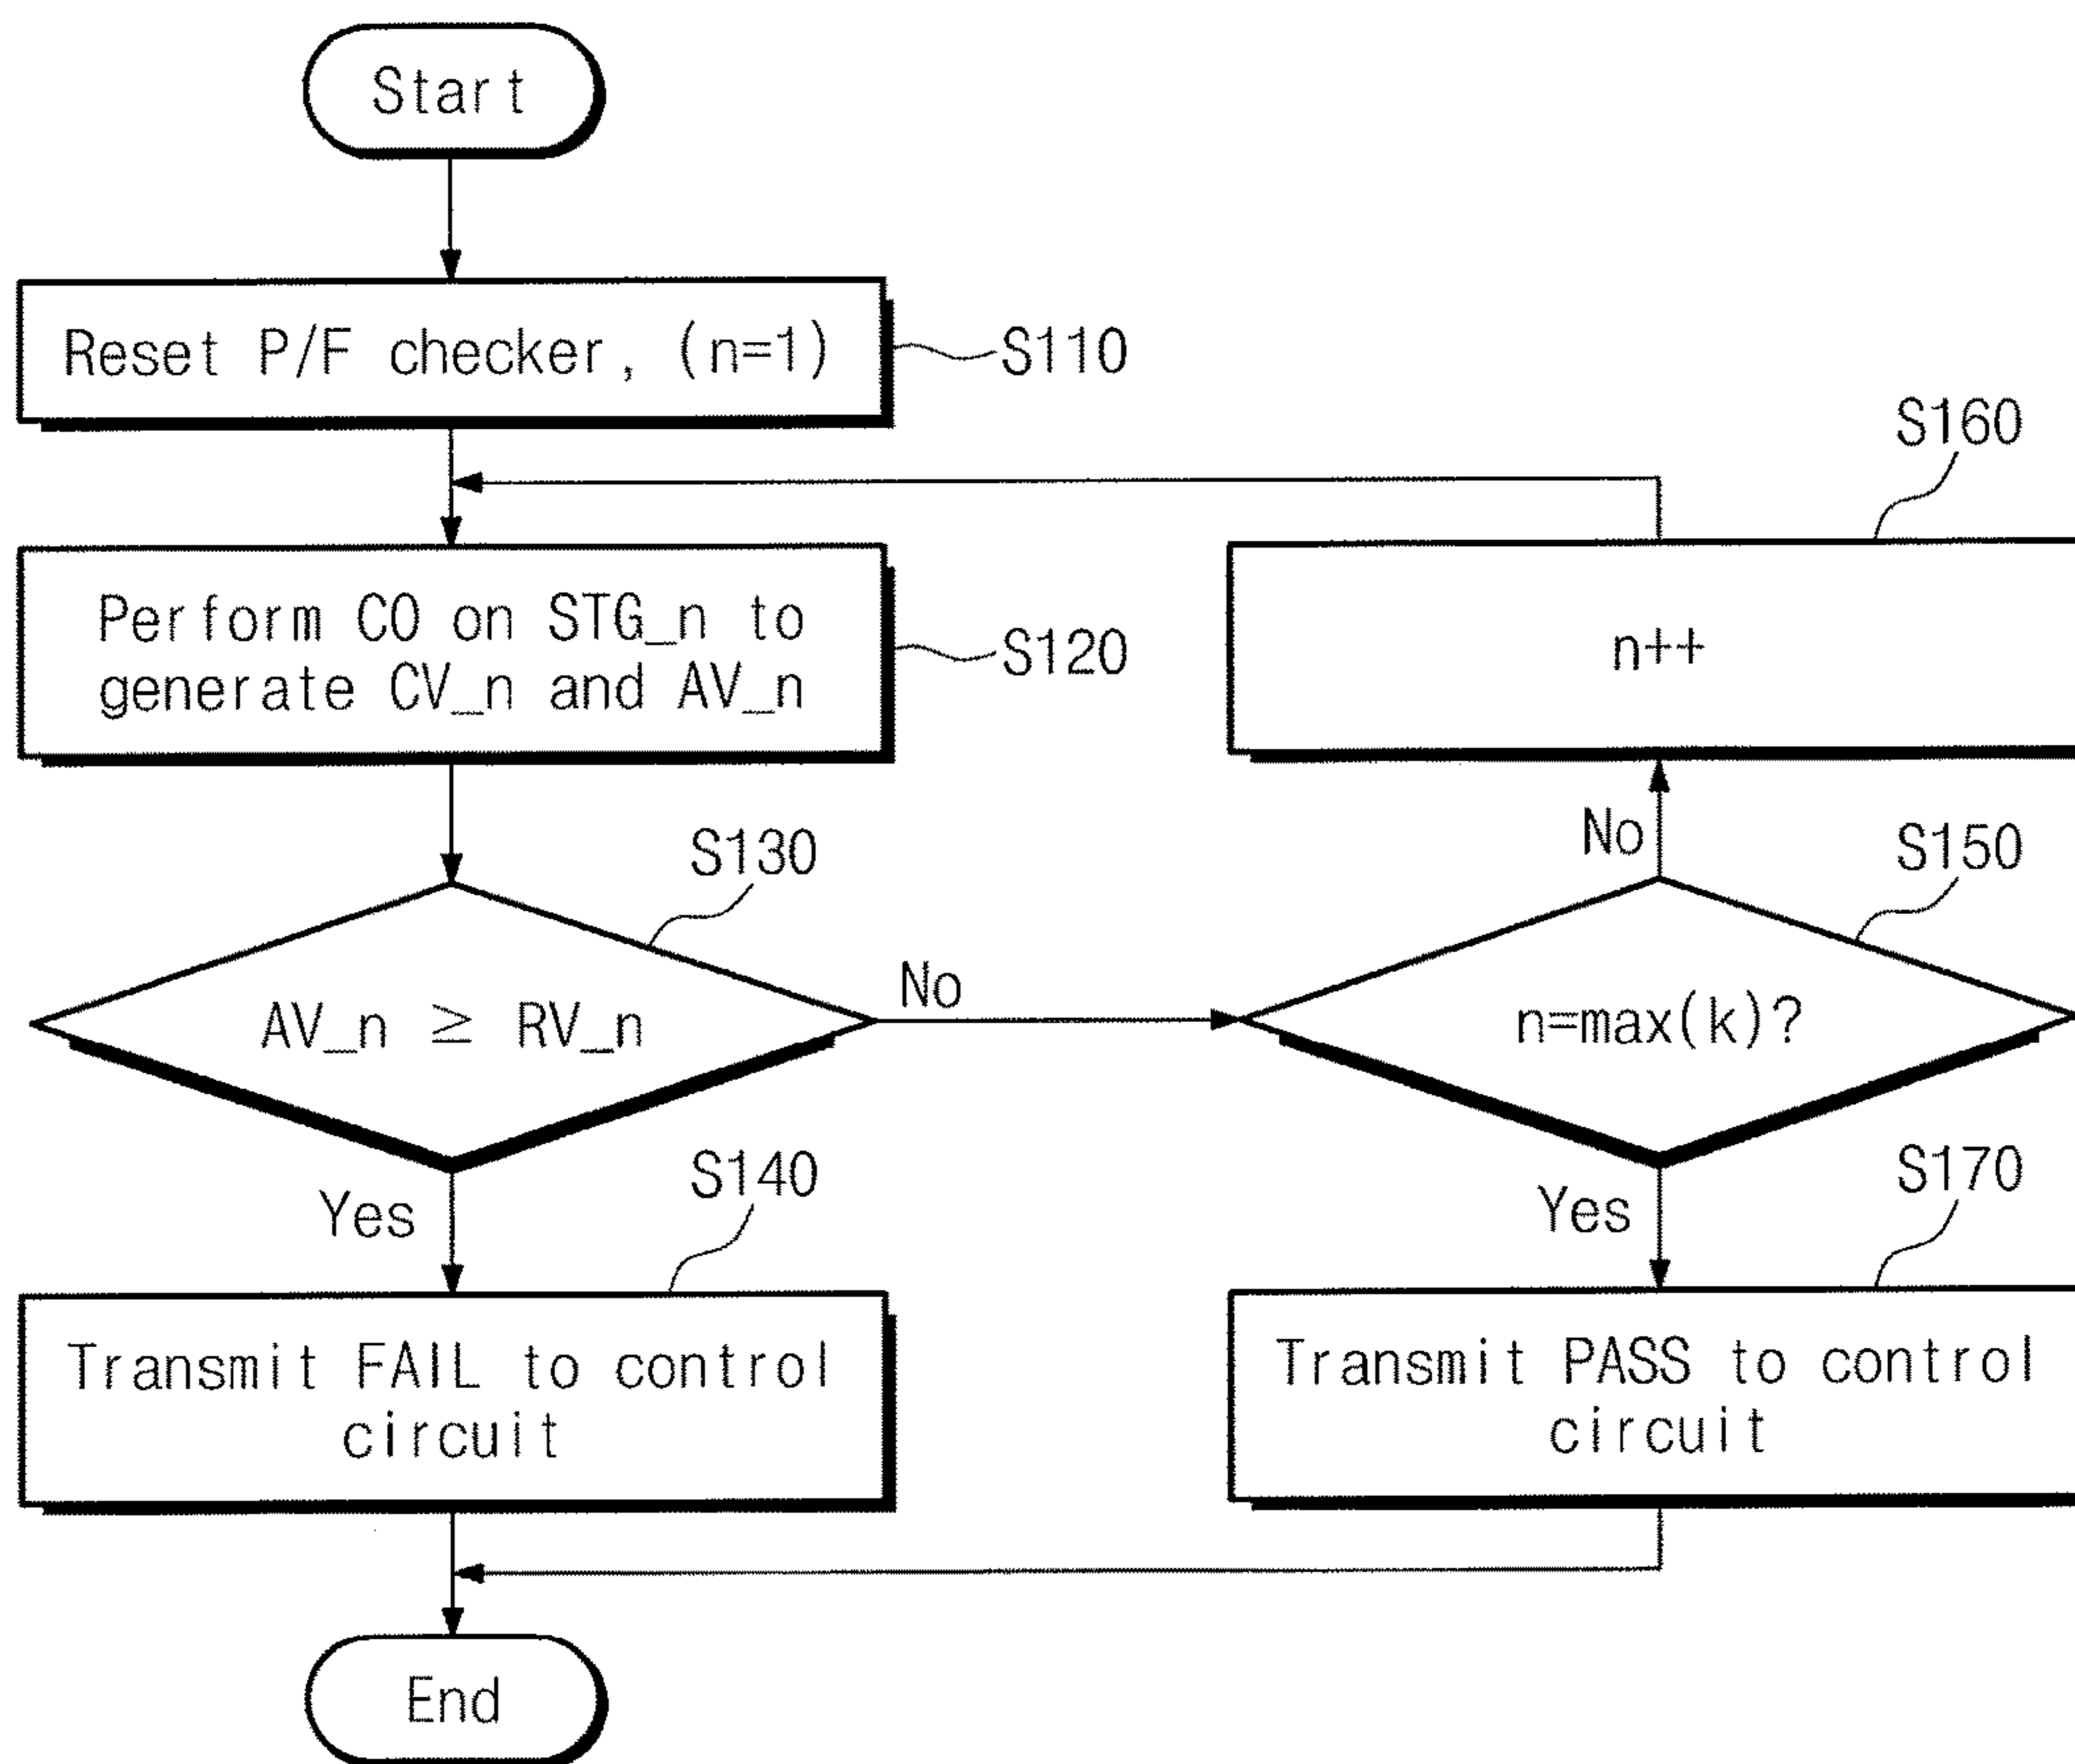 Start
Reset P/F checker, (n=1)
S110
S160
Perform CO on STG_n to
generate CV_n and AV_n
S120
n++
S130
No
S150
AV_n ≥ RV_n
No
n=max(k)?
S140
Yes
S170
Yes
Transmit FAIL to control
circuit
Transmit PASS to control
circuit
End